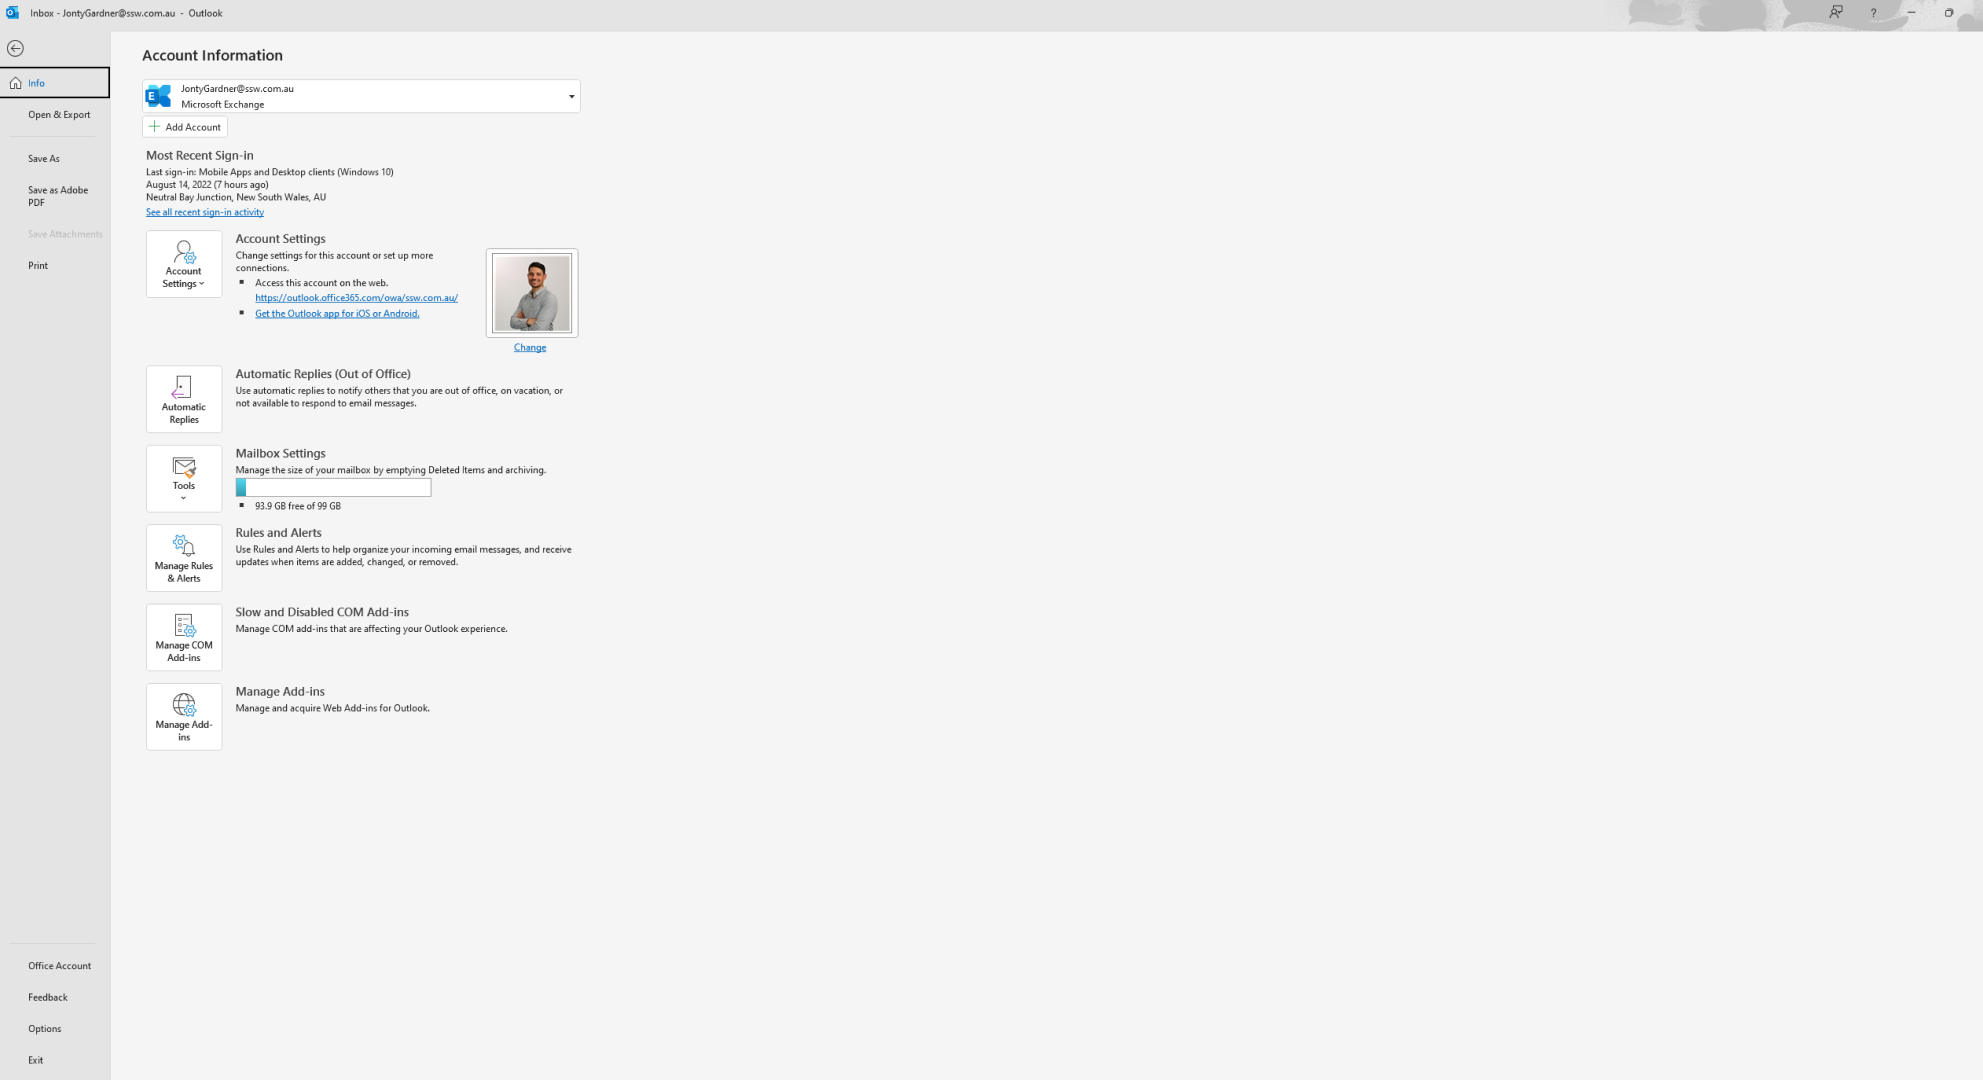 Inbox - JontyGardner@ssw.com.au - Outlook
?
Info
Open & Export
Save As
Save as Adobe
PDF
Save Attachments
Print
Office Account
Feedback
Options
Exit
Account Information
E
JontyGardner@ssw.com.au
Microsoft Exchange
Add Account
Most Recent Sign-in
Last sign-in: Mobile Apps and Desktop clients (Windows 10)
August 14, 2022 (7 hours ago)
Neutral Bay Junction, New South Wales, AU
See all recent sign-in activity
Account
Settings
Account Settings
Change settings for this account or set up more
connections.
Access this account on the web.
https://outlook.office365.com/owa/ssw.com.au/
Get the Outlook app for iOS or Android.
Change
Automatic
Replies
Automatic Replies (Out of Office)
Use automatic replies to notify others that you are out of office, on vacation, or
not available to respond to email messages.
Tools
Mailbox Settings
Manage the size of your mailbox by emptying Deleted Items and archiving.
93.9 GB free of 99 GB
Manage Rules
& Alerts
Rules and Alerts
Use Rules and Alerts to help organize your incoming email messages, and receive
updates when items are added, changed, or removed.
Manage COM
Add-ins
Slow and Disabled COM Add-ins
Manage COM add-ins that are affecting your Outlook experience.
Manage Add-
ins
Manage Add-ins
Manage and acquire Web Add-ins for Outlook.